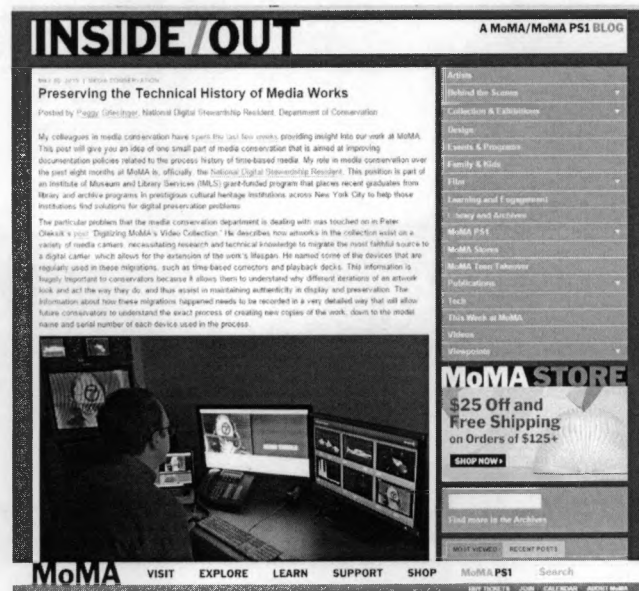 INSIDE/OUT
A MoMA/MoMA PS1 BLOG
MEDIA CONSERVATION
Preserving the Technical History of Media Works
Posted by Peggy Griesinger, National Digital Stewardship Resident, Department of Conservation
My colleagues in media conservation have spent the last few weeks providing insight into our work at MoMA.
This post will give you an idea of one small part of media conservation that is aimed at improving
documentation policies related to the process history of time-based media. My role in media conservation over
the past eight months at MoMA is, officially, the National Digital Stewardship Resident. This position is part of
an Institute of Museum and Library Services (IMLS) grant-funded program that places recent graduates from
library and archive programs in prestigious cultural heritage institutions across New York City to help those
institutions find solutions for digital preservation problems.
The particular problem that the media conservation department is dealing with was touched on in Peter
Oleksik's post "Digitizing MoMA's Video Collection." He describes how artworks in the collection exist on a
variety of media carriers, necessitating research and technical knowledge to migrate the most faithful source to
a digital carrier, which allows for the extension of the work's lifespan. He named some of the devices that are
regularly used in these migrations, such as time-based correctors and playback decks. This information is
hugely important to conservators because it allows them to understand why different iterations of an artwork
look and act the way they do, and thus assist in maintaining authenticity in display and preservation. The
information about how these migrations happened needs to be recorded in a very detailed way that will allow
future conservators to understand the exact process of creating new copies of the work, down to the model
name and serial number of each device used in the process.
Artists
Behind the Scenes
Collection & Exhibitions
Design
Events & Programs
Family & Kids
Film
Learning and Engagement
Library and Archives
MoMA PS1
MoMA Stores
MoMA Teen Takeover
Publications
Tech
This Week at MoMA
Videos
Viewpoints
MoMA STORE
$25 Off and
Free Shipping
on Orders of $125+
SHOP NOW
Find more in the Archives
MOST VIEWED RECENT POSTS
MoMA VISIT EXPLORE LEARN SUPPORT SHOP MoMA PS1 Search
BUY TICKETS JOIN CALENDAR ABOUT MoMA